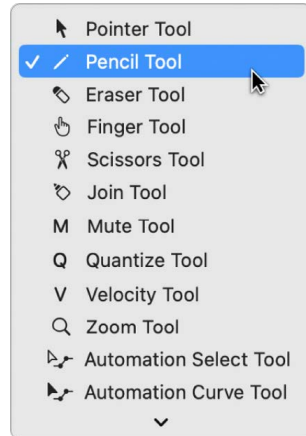 Pointer Tool
Pencil Tool
Eraser Tool
Finger Tool
Scissors Tool
Join Tool
M Mute Tool
Q Quantize Tool
V Velocity Tool
Zoom Tool
Automation Select Tool
Automation Curve Tool